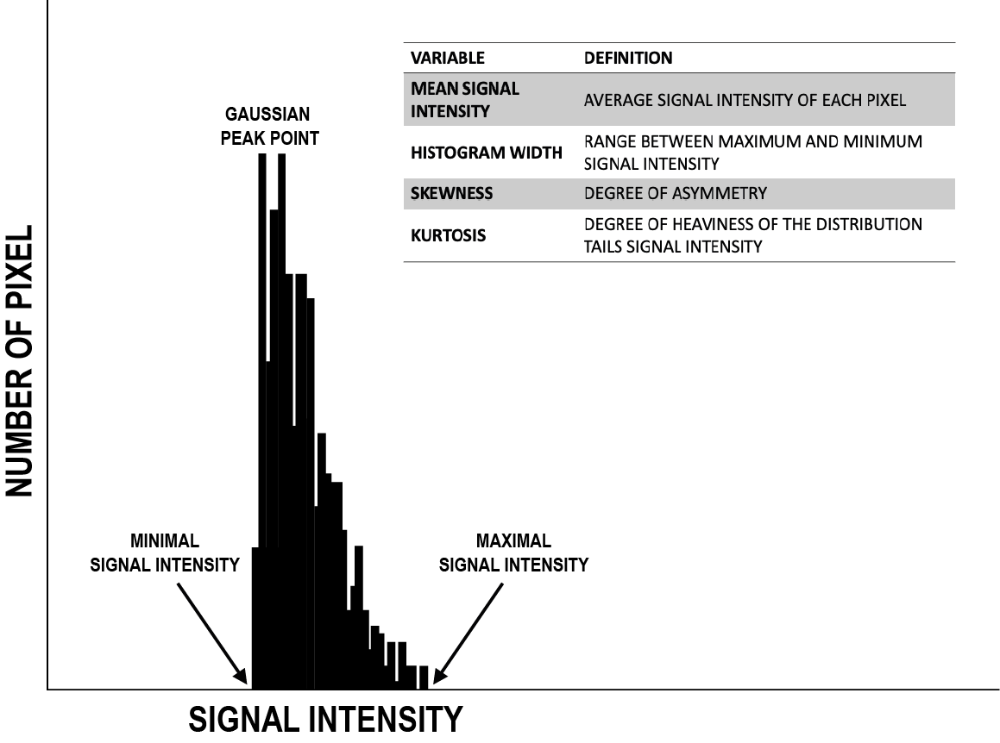 VARIABLE DEFINITION
MEAN SIGNAL
INTENSITY
AVERAGE SIGNAL INTENSITY OF EACH PIXEL
HISTOGRAM WIDTH
RANGE BETWEEN MAXIMUM AND MINIMUM
SIGNAL INTENSITY
SKEWNESS DEGREE OF ASYMMETRY
KURTOSIS
DEGREE OF HEAVINESS OF THE DISTRIBUTION
TAILS SIGNAL INTENSITY
GAUSSIAN
PEAK POINT
NUMBER OF PIXEL
MINIMAL
SIGNAL INTENSITY
MAXIMAL
SIGNAL INTENSITY
SIGNAL INTENSITY